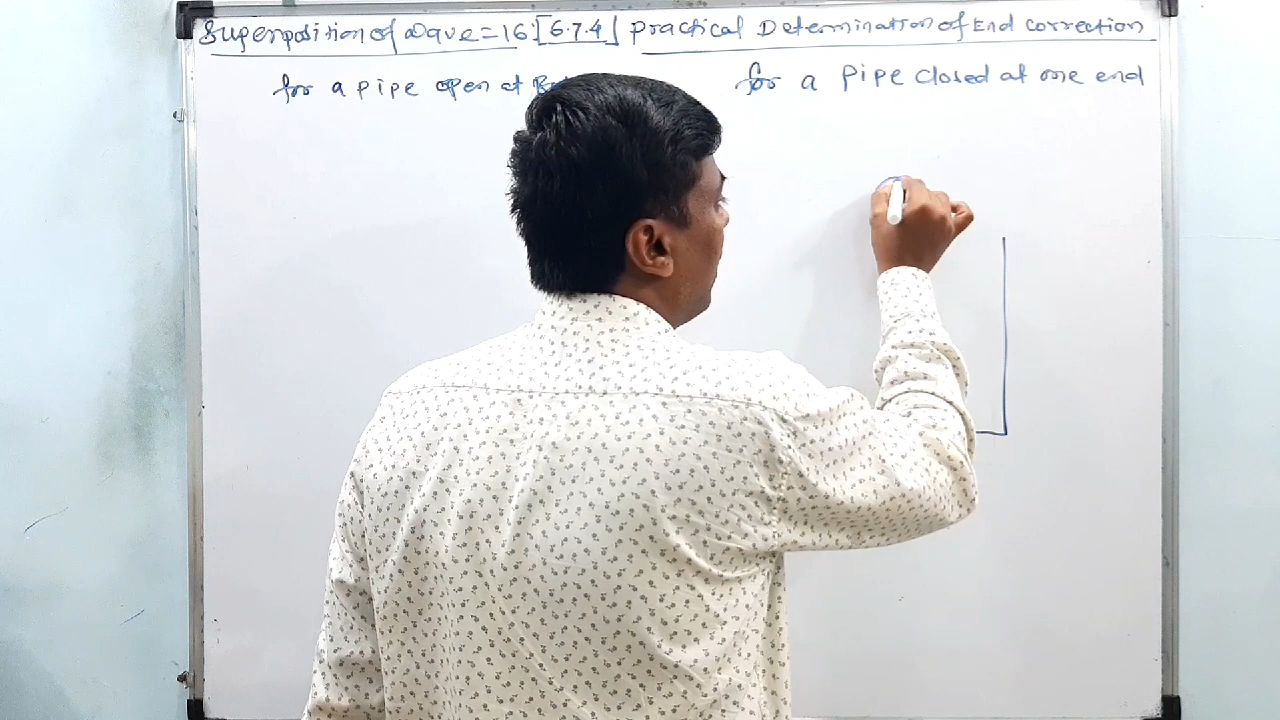 Superposition of Wave = 16 [6.7.4] Practical Determination of End correction
for a pipe open at
for a pipe closed at one end